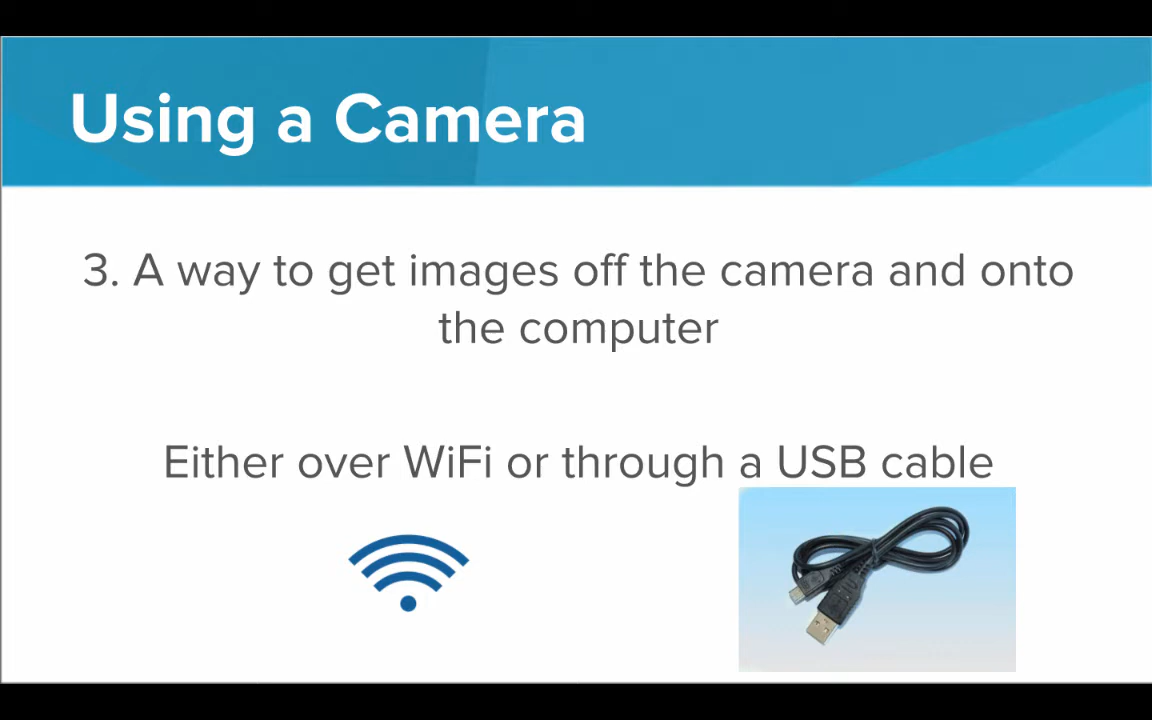 Using a Camera
3. A way to get images off the camera and onto
the computer
Either over WiFi or through a USB cable